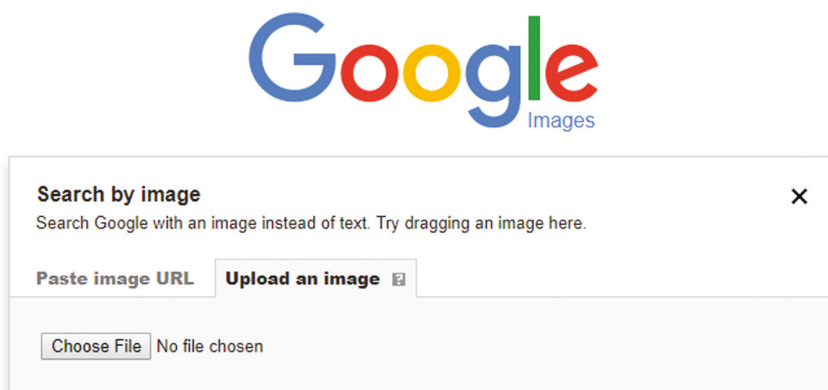 Google
Images
Search by image
Search Google with an image instead of text. Try dragging an image here.
Paste image URL Upload an image ?
Choose File No file chosen